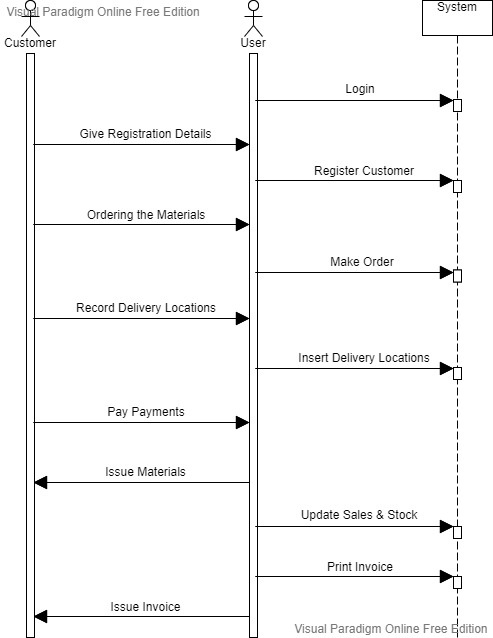 Visual Paradigm Online Free Edition
System
Customer
User
Login
Give Registration Details
Register Customer
Ordering the Materials
Make Order
Record Delivery Locations
Insert Delivery Locations
Pay Payments
Issue Materials
Update Sales & Stock
Print Invoice
Issue Invoice
Visual Paradigm Online Free Edition